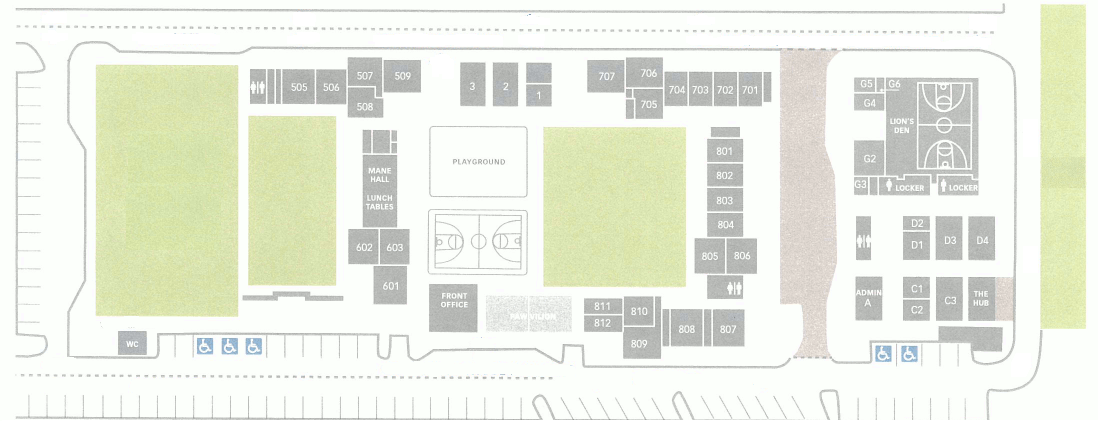 505
506
507
508
509
3
2
1
707
706
705
704
703
702
701
G5
G6
G4
G2
G3
LION'S
DEN
LOCKER
LOCKER
MANE
HALL
LUNCH
TABLES
PLAYGROUND
801
802
803
804
805
806
602
603
601
D2
D1
D3
D4
FRONT
OFFICE
PAWVILION
811
812
810
809
808
807
ADMIN
A
C1
C2
C3
THE
HUB
WC